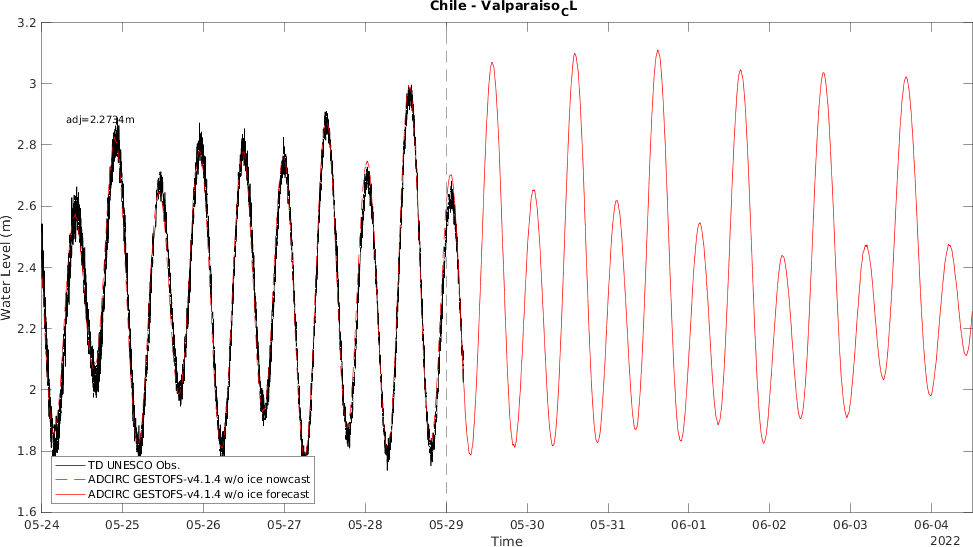 Chile - Valparaiso_CL
3.2
3
2.8
2.6
2.4
2.2
2
1.8
1.6
Water Level (m)
adj=2.2734m
TD UNESCO Obs.
ADCIRC GESTOFS-v4.1.4 w/o ice nowcast
ADCIRC GESTOFS-v4.1.4 w/o ice forecast
05-24 05-25 05-26 05-27 05-28 05-29 05-30 05-31 06-01 06-02 06-03 06-04
Time
2022